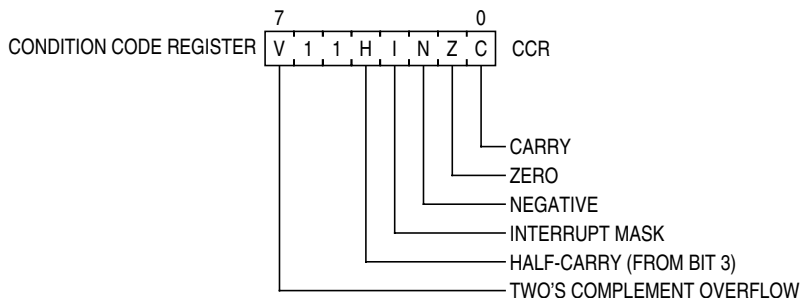 7 0
CONDITION CODE REGISTER V 1 1 H I N Z C CCR
CARRY
ZERO
NEGATIVE
INTERRUPT MASK
HALF-CARRY (FROM BIT 3)
TWO'S COMPLEMENT OVERFLOW